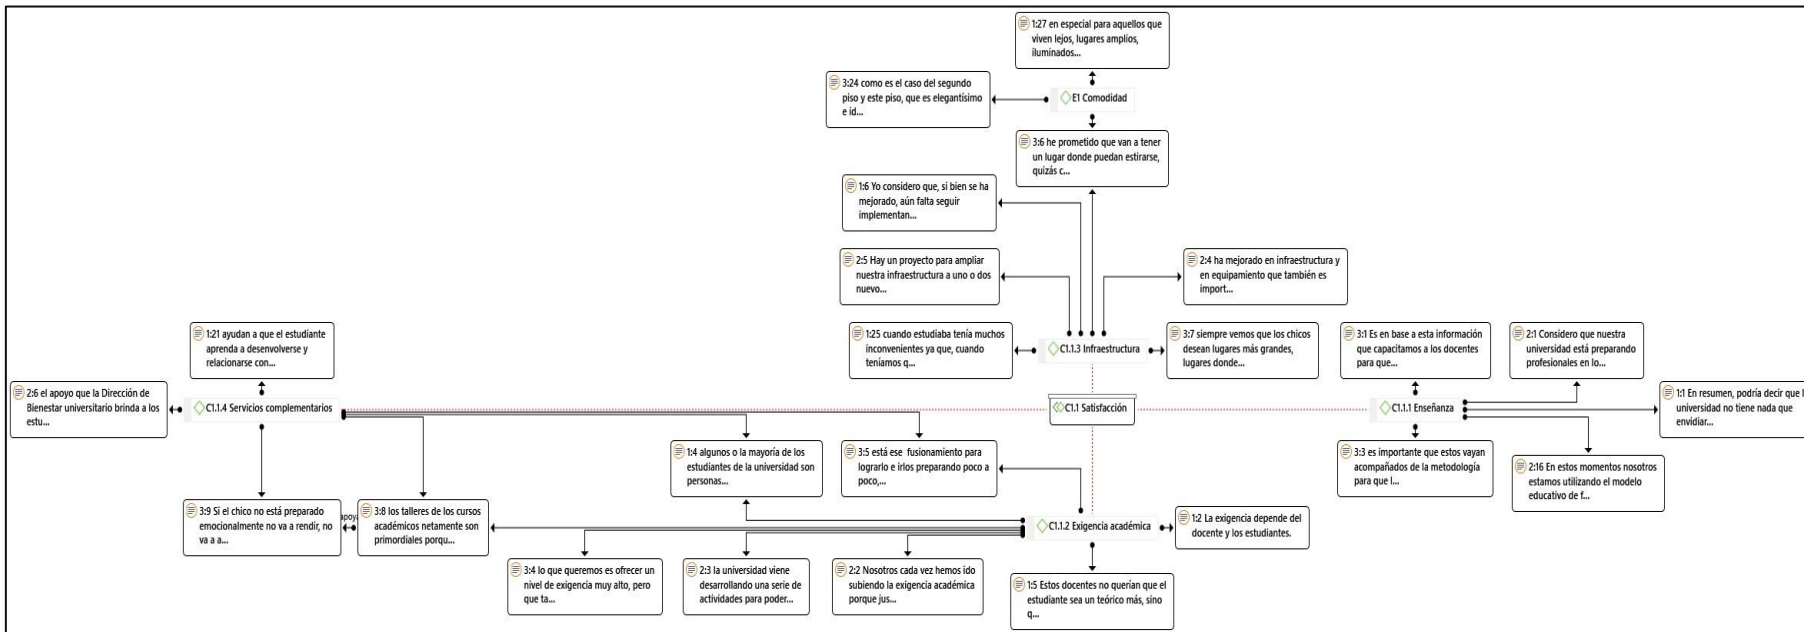 1:27 en especial para aquellos que
viven lejos, lugares amplios,
iluminados...
3:24 como es el caso del segundo
piso y este piso, que es elegantísimo
e id...
E1 Comodidad
3:6 he prometido que van a tener
un lugar donde puedan estirarse,
quizás c...
1:6 Yo considero que, si bien se ha
mejorado, aún falta seguir
implementan...
2:5 Hay un proyecto para ampliar
nuestra infraestructura a uno o dos
nuevo...
2:4 ha mejorado en infraestructura y
en equipamiento que también es
import...
1:21 ayudan a que el estudiante
aprenda a desenvolverse y
relacionarse con...
1:25 cuando estudiaba tenía muchos
inconvenientes ya que, cuando
teníamos q...
C1.1.3 Infraestructura
3:7 siempre vemos que los chicos
desean lugares más grandes,
lugares donde...
3:1 Es en base a esta información
que capacitamos a los docentes
para que...
2:1 Considero que nuestra
universidad está preparando
profesionales en lo...
2:6 el apoyo que la Dirección de
Bienestar universitario brinda a los
estu...
C1.1.4 Servicios complementarios
C1.1 Satisfacción
C1.1.1 Enseñanza
1:1 En resumen, podría decir que l
universidad no tiene nada que
envidiar...
1:4 algunos o la mayoría de los
estudiantes de la universidad son
personas...
3:5 está ese fusionamiento para
lograrlo e irlos preparando poco a
poco,...
3:3 es importante que estos vayan
acompañados de la metodología
para que l...
2:16 En estos momentos nosotros
estamos utilizando el modelo
educativo de f...
3:9 Si el chico no está preparado
emocionalmente no va a rendir, no
va a a...
apoya
3:8 los talleres de los cursos
académicos netamente son
primordiales porqu...
C1.1.2 Exigencia académica
1:2 La exigencia depende del
docente y los estudiantes.
3:4 lo que queremos es ofrecer un
nivel de exigencia muy alto, pero
que ta...
2:3 la universidad viene
desarrollando una serie de
actividades para poder...
2:2 Nosotros cada vez hemos ido
subiendo la exigencia académica
porque jus...
1:5 Estos docentes no querían que el
estudiante sea un teórico más, sino
q...